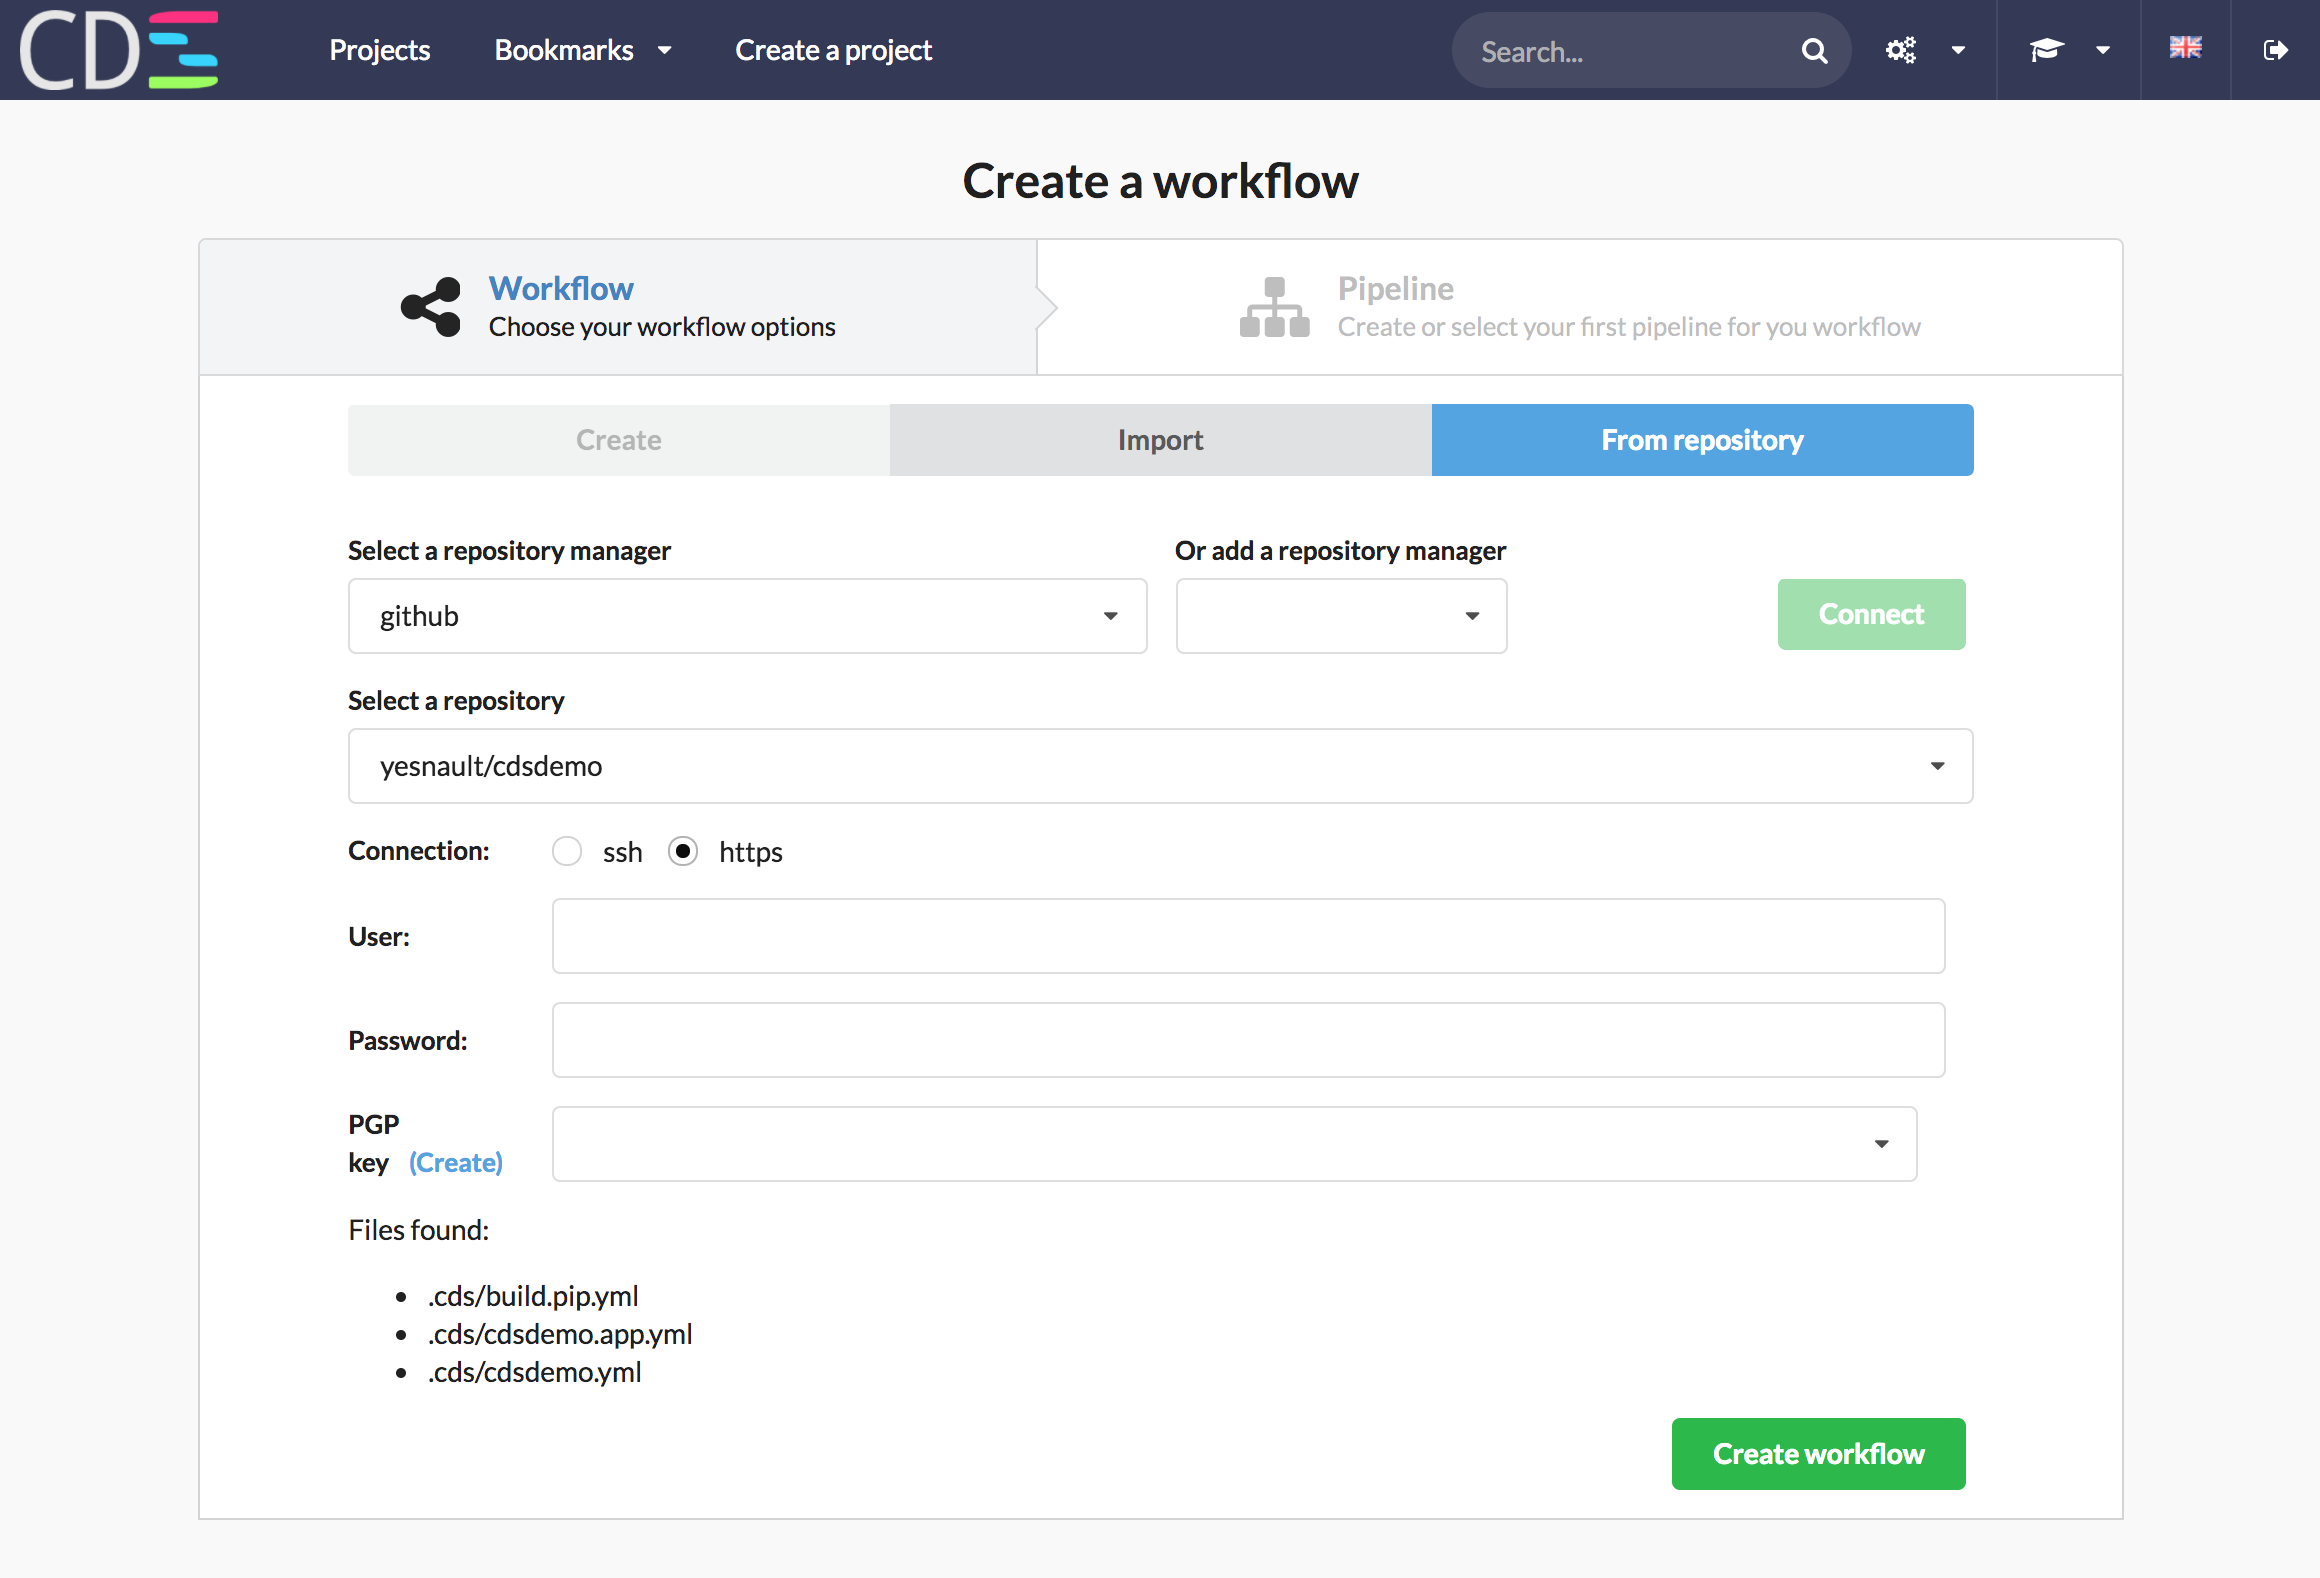 CDS
Projects
Bookmarks
Create a project
Search...
Create a workflow
Workflow
Choose your workflow options
Pipeline
Create or select your first pipeline for you workflow
Create
Import
From repository
Select a repository manager
Or add a repository manager
github
Connect
Select a repository
yesnault/cdsdemo
Connection:
ssh
https
User:
Password:
PGP
key (Create)
Files found:
.cds/build.pip.yml
.cds/cdsdemo.app.yml
.cds/cdsdemo.yml
Create workflow